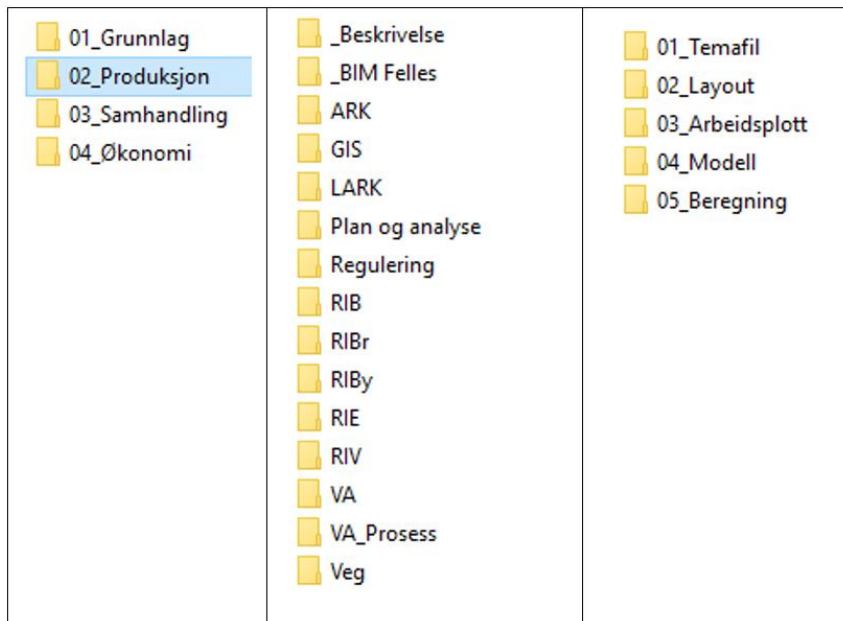 01_Grunnlag
02_Produksjon
03_Samhandling
04_Økonomi
_Beskrivelse
_BIM Felles
ARK
GIS
LARK
Plan og analyse
Regulering
RIB
RIBr
RIBy
RIE
RIV
VA
VA_Prosess
Veg
01_Temafil
02_Layout
03_Arbeidsplott
04_Modell
05_Beregning